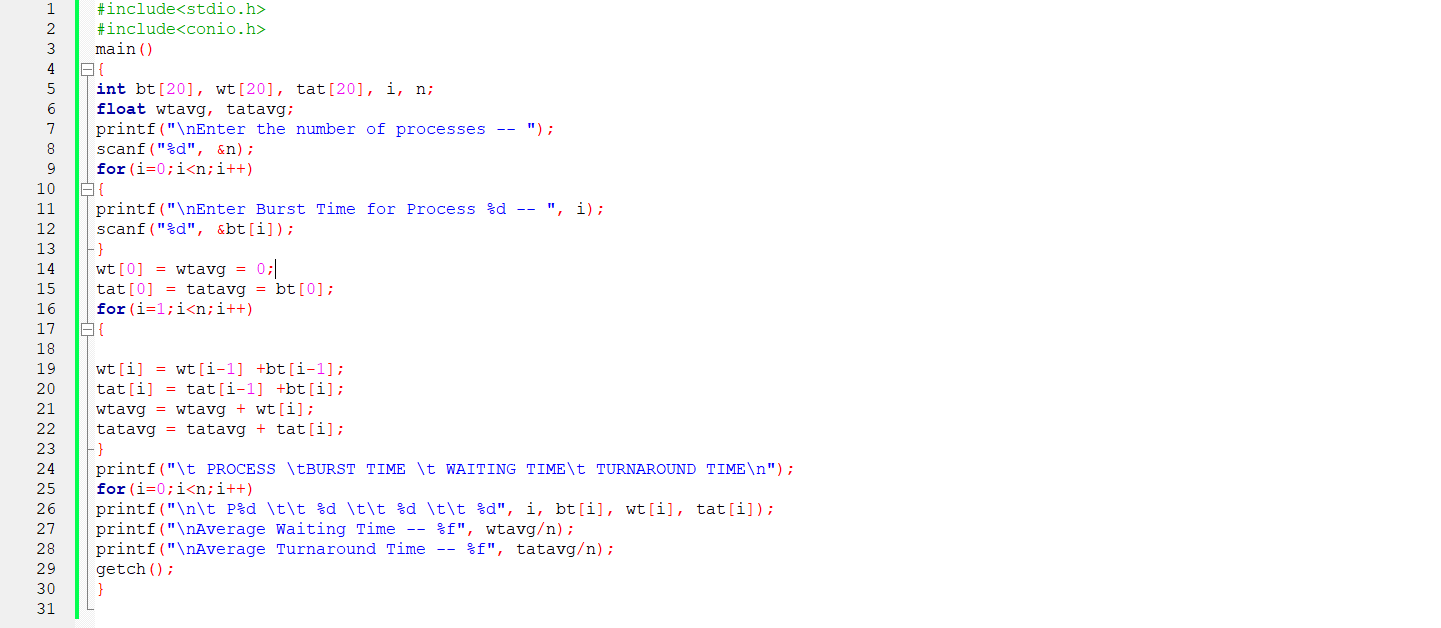 1 #include<stdio.h>
2 #include<conio.h>
3 main()
4 {
5 int bt[20], wt[20], tat[20], i, n;
6 float wtavg, tatavg;
7 printf("\nEnter the number of processes -- ");
8 scanf("%d", &n);
9 for(i=0;i<n;i++)
10 {
11 printf("\nEnter Burst Time for Process %d -- ", i);
12 scanf("%d", &bt[i]);
13 }
14 wt[0] = wtavg = 0;
15 tat[0] = tatavg = bt[0];
16 for(i=1;i<n;i++)
17 {
18
19 wt[i] = wt[i-1] +bt[i-1];
20 tat[i] = tat[i-1] +bt[i];
21 wtavg = wtavg + wt[i];
22 tatavg = tatavg + tat[i];
23 }
24 printf("\t PROCESS \tBURST TIME \t WAITING TIME\t TURNAROUND TIME\n");
25 for(i=0;i<n;i++)
26 printf("\n\t P%d \t\t %d \t\t %d \t\t %d", i, bt[i], wt[i], tat[i]);
27 printf("\nAverage Waiting Time -- %f", wtavg/n);
28 printf("\nAverage Turnaround Time -- %f", tatavg/n);
29 getch();
30 }
31